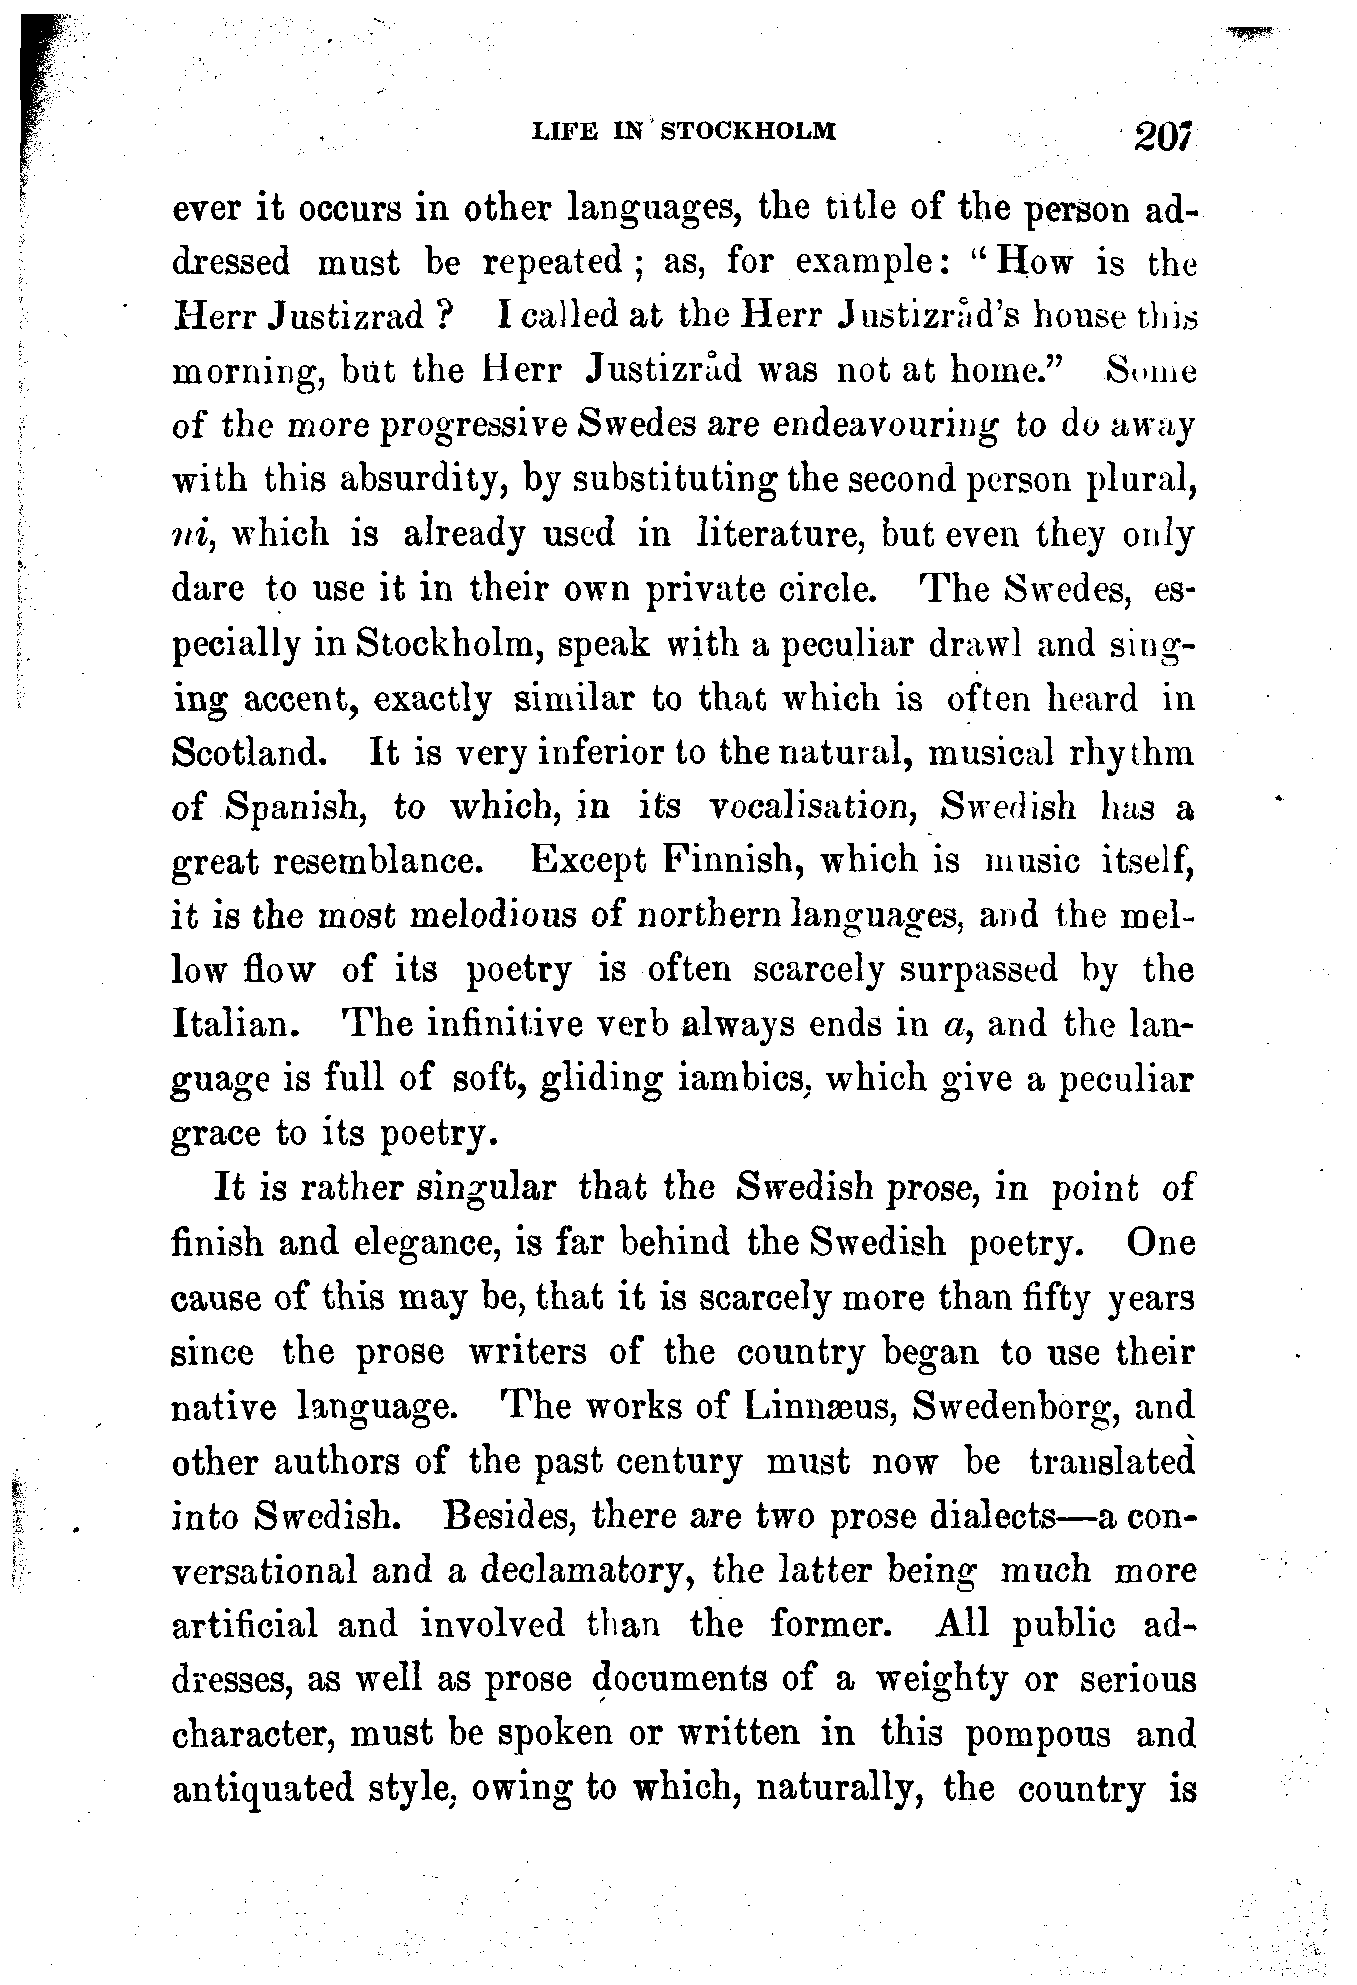 LIFE IN STOCKHOLM 207
ever it occurs in other languages, the title of the person ad-
dressed must be repeated ; as, for example: "How is the
Herr Justizrad ? I called at the Herr Justizråd's house this
morning, but the Herr Justizråd was not at home." Some
of the more progressive Swedes are endeavouring to do away
with this absurdity, by substituting the second person plural,
ni, which is already used in literature, but even they only
dare to use it in their own private circle. The Swedes, es-
pecially in Stockholm, speak with a peculiar drawl and sing-
ing accent, exactly similar to that which is often heard in
Scotland. It is very inferior to the natural, musical rhythm
of Spanish, to which, in its vocalisation, Swedish has a
great resemblance. Except Finnish, which is music itself,
it is the most melodious of northern languages, and the mel-
low flow of its poetry is often scarcely surpassed by the
Italian. The infinitive verb always ends in a, and the lan-
guage is full of soft, gliding iambics, which give a peculiar
grace to its poetry.
It is rather singular that the Swedish prose, in point of
finish and elegance, is far behind the Swedish poetry. One
cause of this may be, that it is scarcely more than fifty years
since the prose writers of the country began to use their
native language. The works of Linnæus, Swedenborg, and
other authors of the past century must now be translated
into Swedish. Besides, there are two prose dialects—a con-
versational and a declamatory, the latter being much more
artificial and involved than the former. All public ad-
dresses, as well as prose documents of a weighty or serious
character, must be spoken or written in this pompous and
antiquated style, owing to which, naturally, the country is